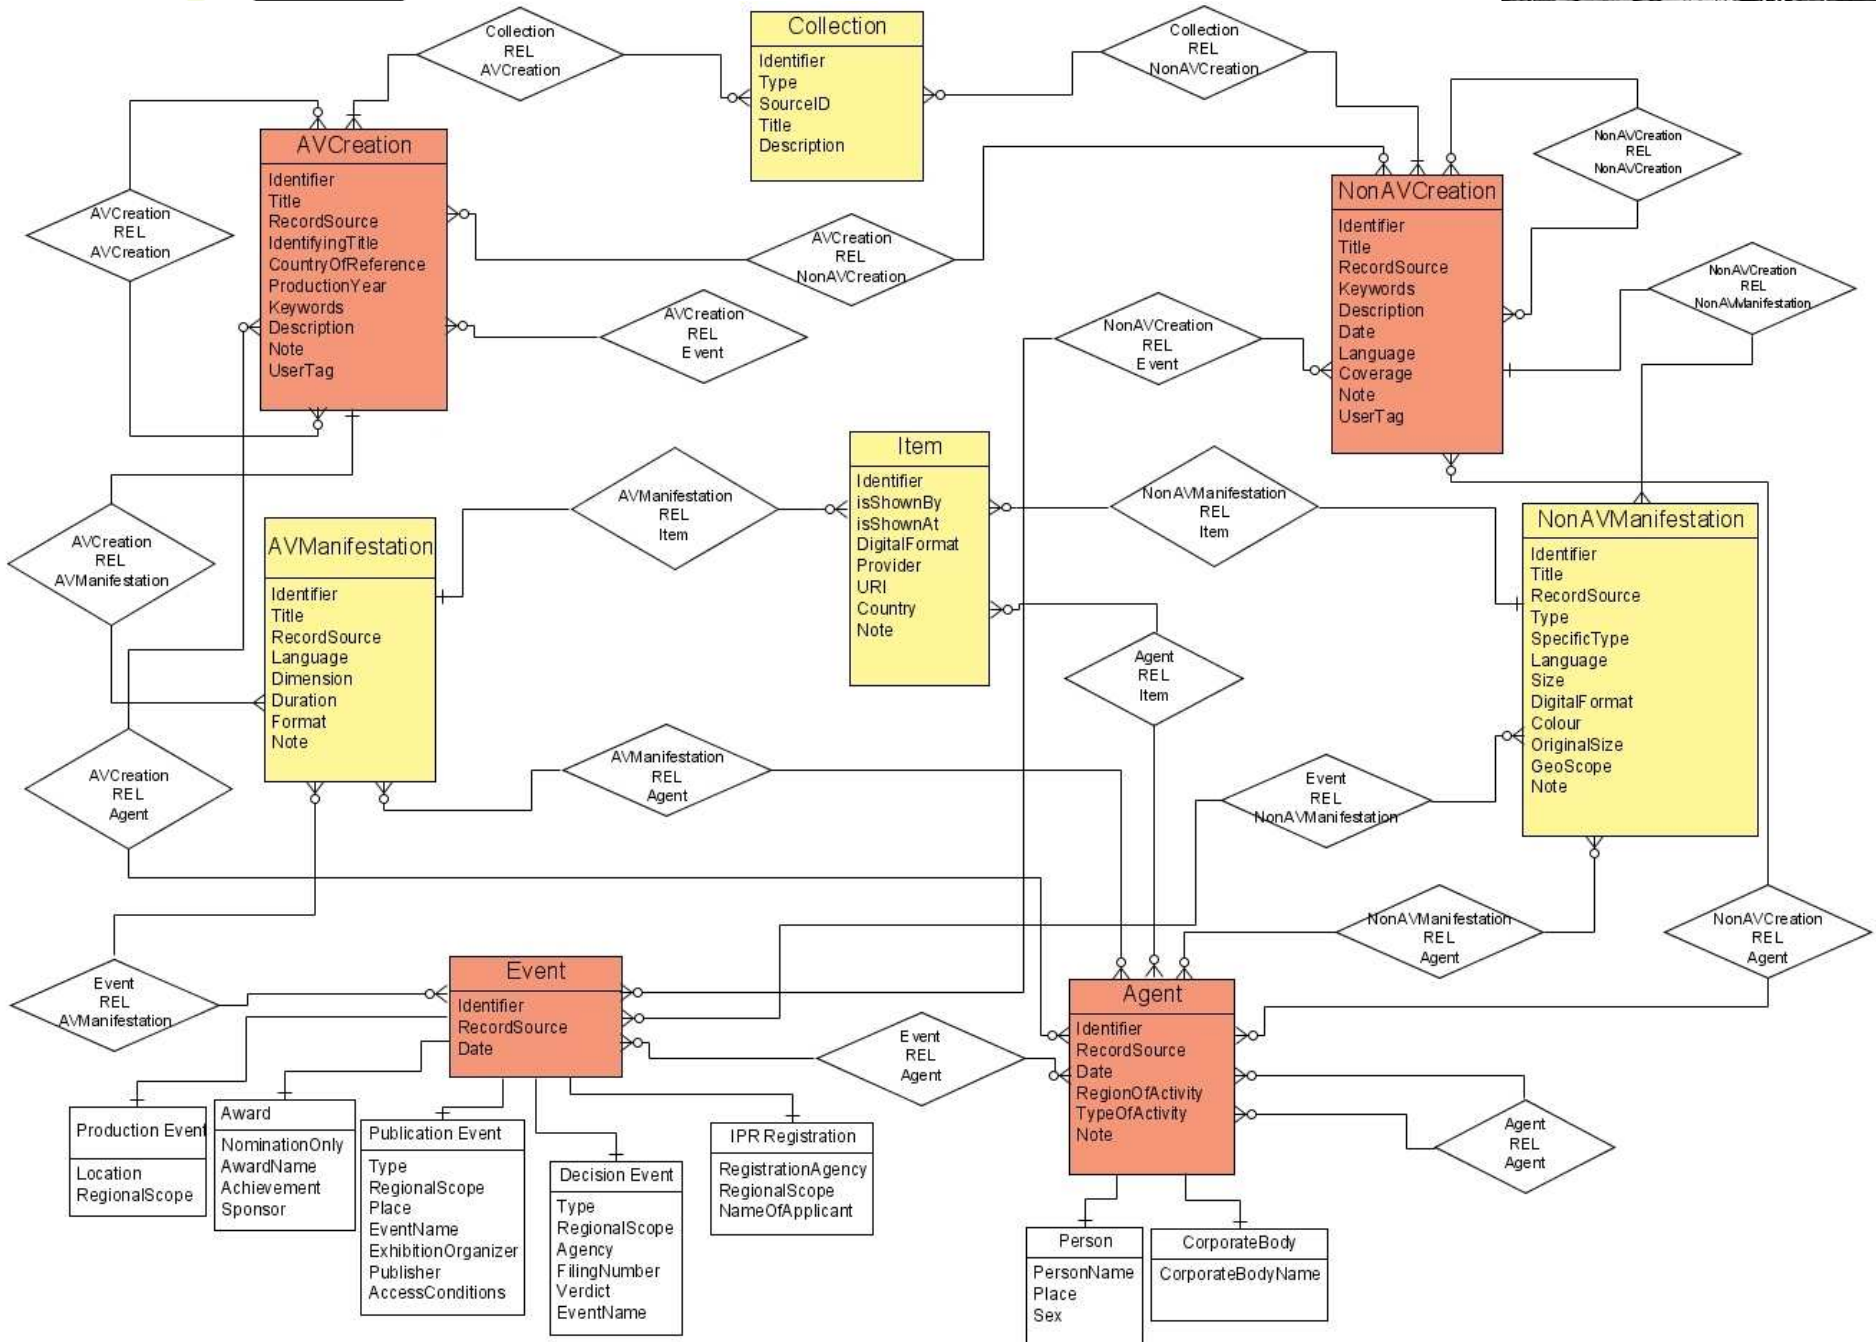 Collection
REL
AVCreation
Collection
Identifier
Type
SourceID
Title
Description
Collection
REL
NonAVCreation
AVCreation
Identifier
Title
RecordSource
IdentifyingTitle
CountryOfReference
ProductionYear
Keywords
Description
Note
UserTag
AVCreation
REL
AVCreation
AVCreation
REL
NonAVCreation
AVCreation
REL
Event
NonAVCreation
REL
Event
NonAVCreation
Identifier
Title
RecordSource
Keywords
Description
Date
Language
Coverage
Note
UserTag
NonAVCreation
REL
NonAVCreation
NonAVCreation
REL
NonAVManifestation
AVCreation
REL
AVManifestation
AVManifestation
Identifier
Title
RecordSource
Language
Dimension
Duration
Format
Note
AVManifestation
REL
Item
Item
Identifier
isShownBy
isShownAt
DigitalFormat
Provider
URI
Country
Note
NonAVManifestation
REL
Item
Agent
REL
Item
NonAVManifestation
Identifier
Title
RecordSource
Type
SpecificType
Language
Size
DigitalFormat
Colour
OriginalSize
GeoScope
Note
AVCreation
REL
Agent
AVManifestation
REL
Agent
Event
REL
NonAVManifestation
NonAVManifestation
REL
Agent
NonAVCreation
REL
Agent
Event
REL
AVManifestation
Event
Identifier
RecordSource
Date
Event
REL
Agent
Agent
Identifier
RecordSource
Date
RegionOfActivity
TypeOfActivity
Note
Agent
REL
Agent
Production Event
Location
RegionalScope
Award
NominationOnly
AwardName
Achievement
Sponsor
Publication Event
Type
RegionalScope
Place
EventName
ExhibitionOrganizer
Publisher
AccessConditions
Decision Event
Type
RegionalScope
Agency
FilingNumber
Verdict
EventName
IPR Registration
RegistrationAgency
RegionalScope
NameOfApplicant
Person
PersonName
Place
Sex
CorporateBody
CorporateBodyName